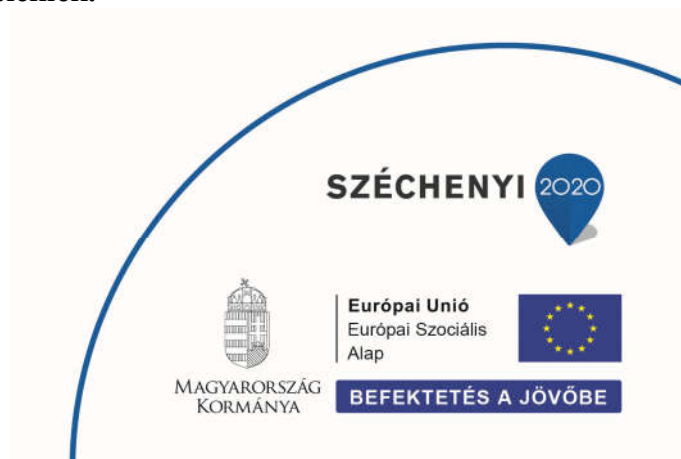 SZÉCHENYI 2020
Európai Unió
Európai Szociális
Alap
MAGYARORSZÁG
KORMÁNYA
BEFEKTETÉS A JÖVŐBE